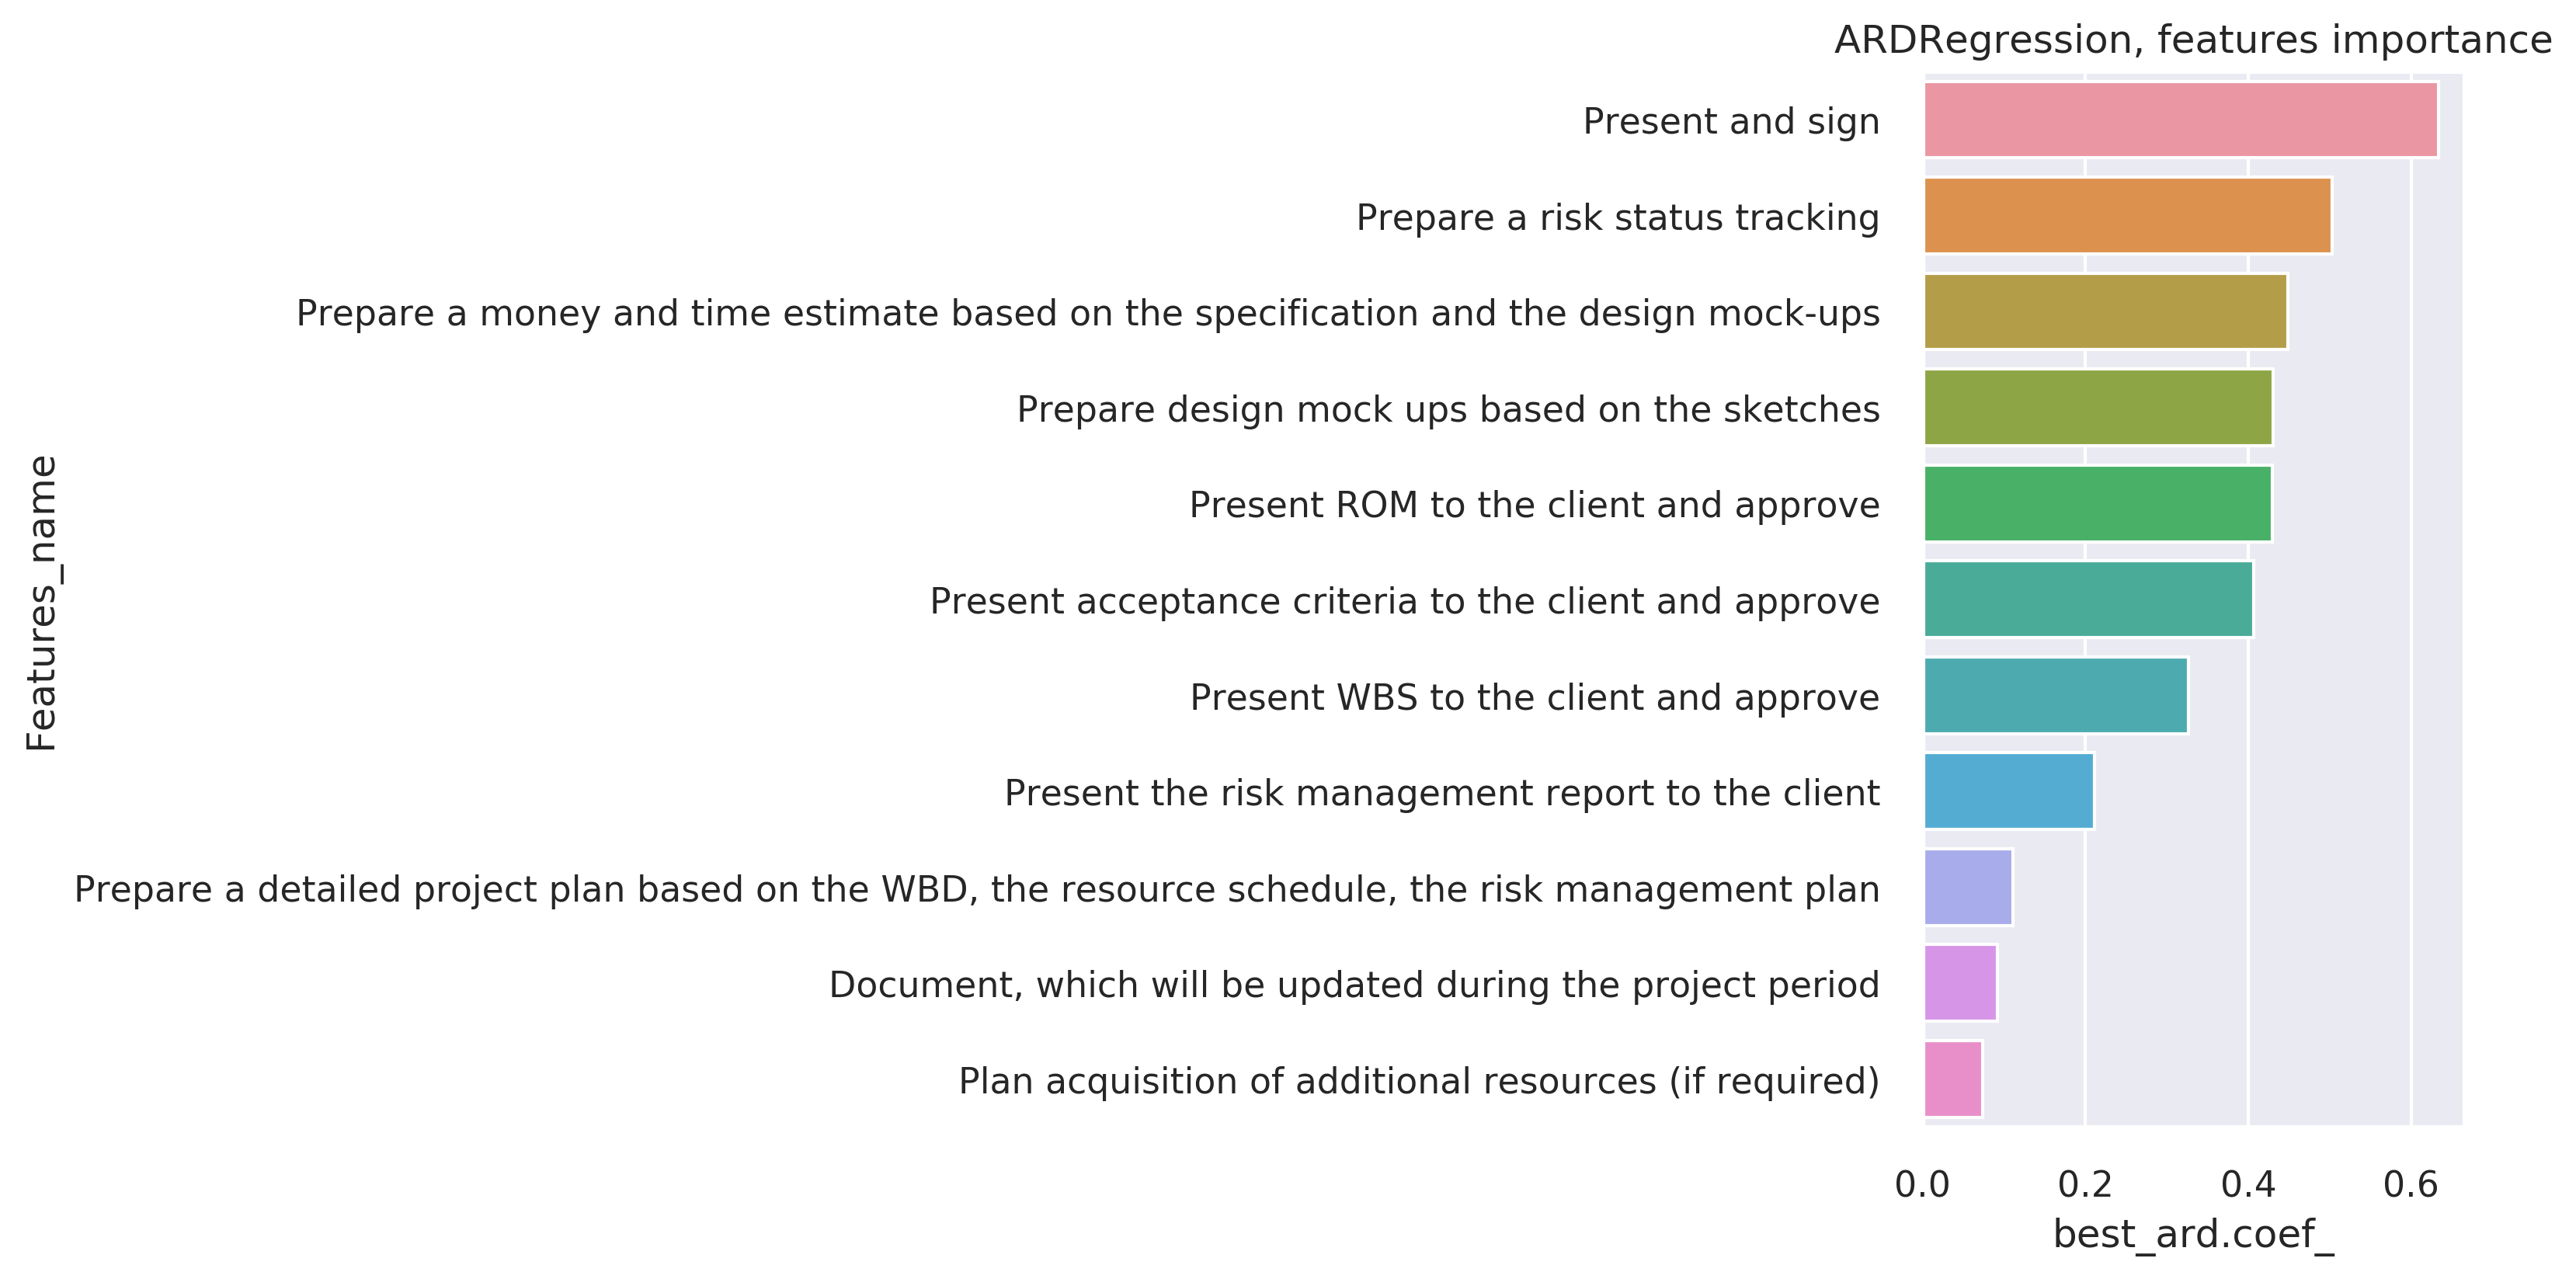 ARDRegression, features importance
Present and sign
Prepare a risk status tracking
Prepare a money and time estimate based on the specification and the design mock-ups
Prepare design mock ups based on the sketches
Present ROM to the client and approve
Present acceptance criteria to the client and approve
Present WBS to the client and approve
Present the risk management report to the client
Prepare a detailed project plan based on the WBD, the resource schedule, the risk management plan
Document, which will be updated during the project period
Plan acquisition of additional resources (if required)
Features_name
0.0 0.2 0.4 0.6
best_ard.coef_